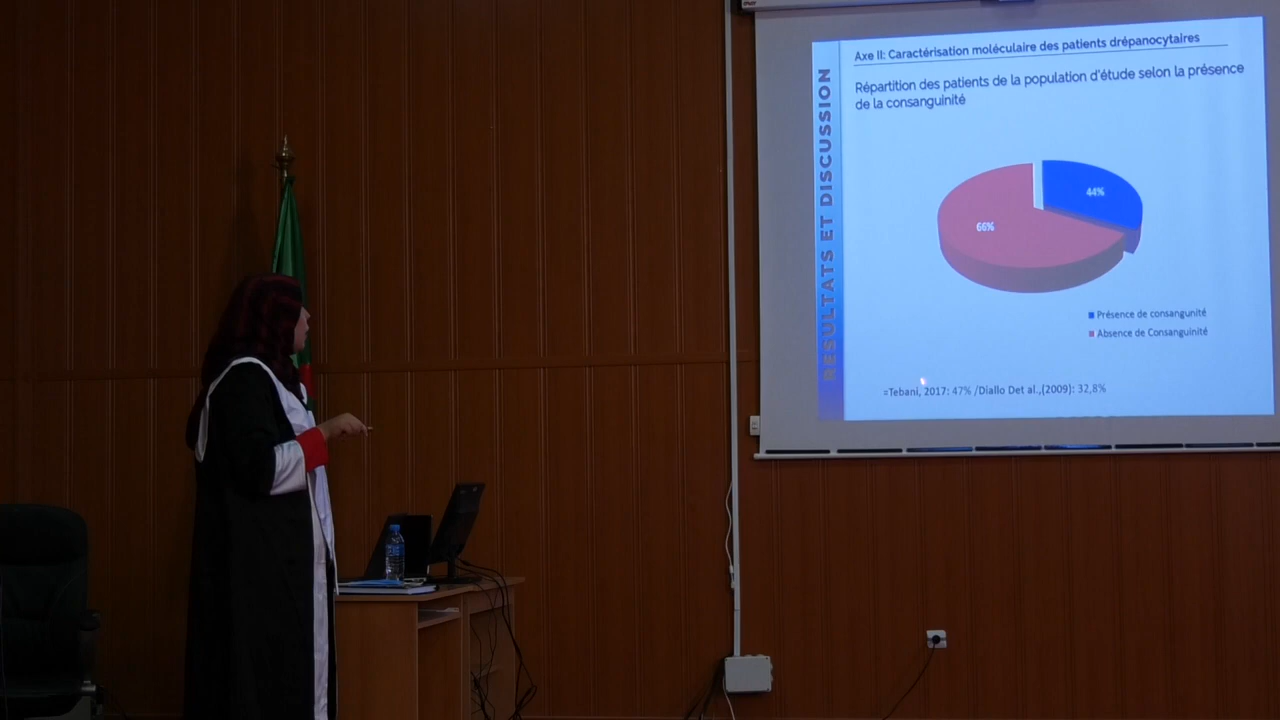 Axe II: Caractérisation moléculaire des patients drépanocytaires
Répartition des patients de la population d'étude selon la présence
de la consanguinité
RESULTATS ET DISCUSSION
44%
66%
Présence de consangunité
Absence de Consanguinité
=Tebani, 2017: 47% /Diallo Det al.,(2009): 32,8%